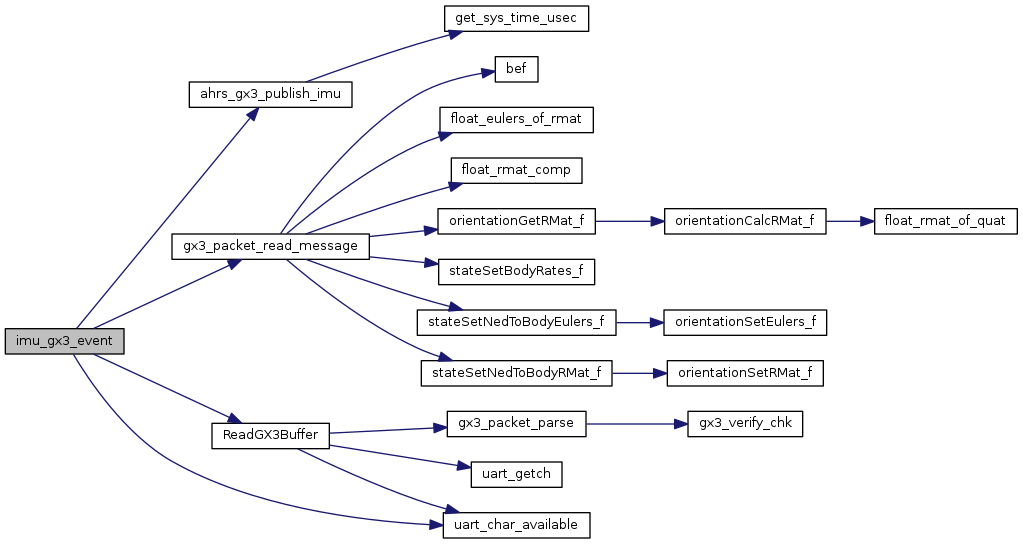 get_sys_time_usec
bef
ahrs_gx3_publish_imu
float_eulers_of_rmat
float_rmat_comp
orientationGetRMat_f
orientationCalcRMat_f
float_rmat_of_quat
gx3_packet_read_message
stateSetBodyRates_f
stateSetNedToBodyEulers_f
orientationSetEulers_f
imu_gx3_event
stateSetNedToBodyRMat_f
orientationSetRMat_f
gx3_packet_parse
gx3_verify_chk
ReadGX3Buffer
uart_getch
uart_char_available